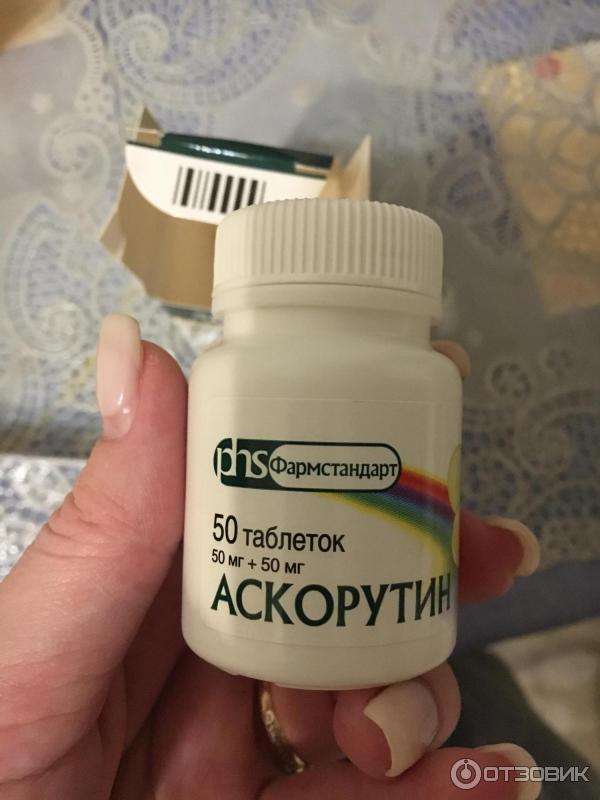 phs Фармстандарт
50 таблеток
50 мг + 50 мг
АСКОРУТИН
ОТЗОВИК